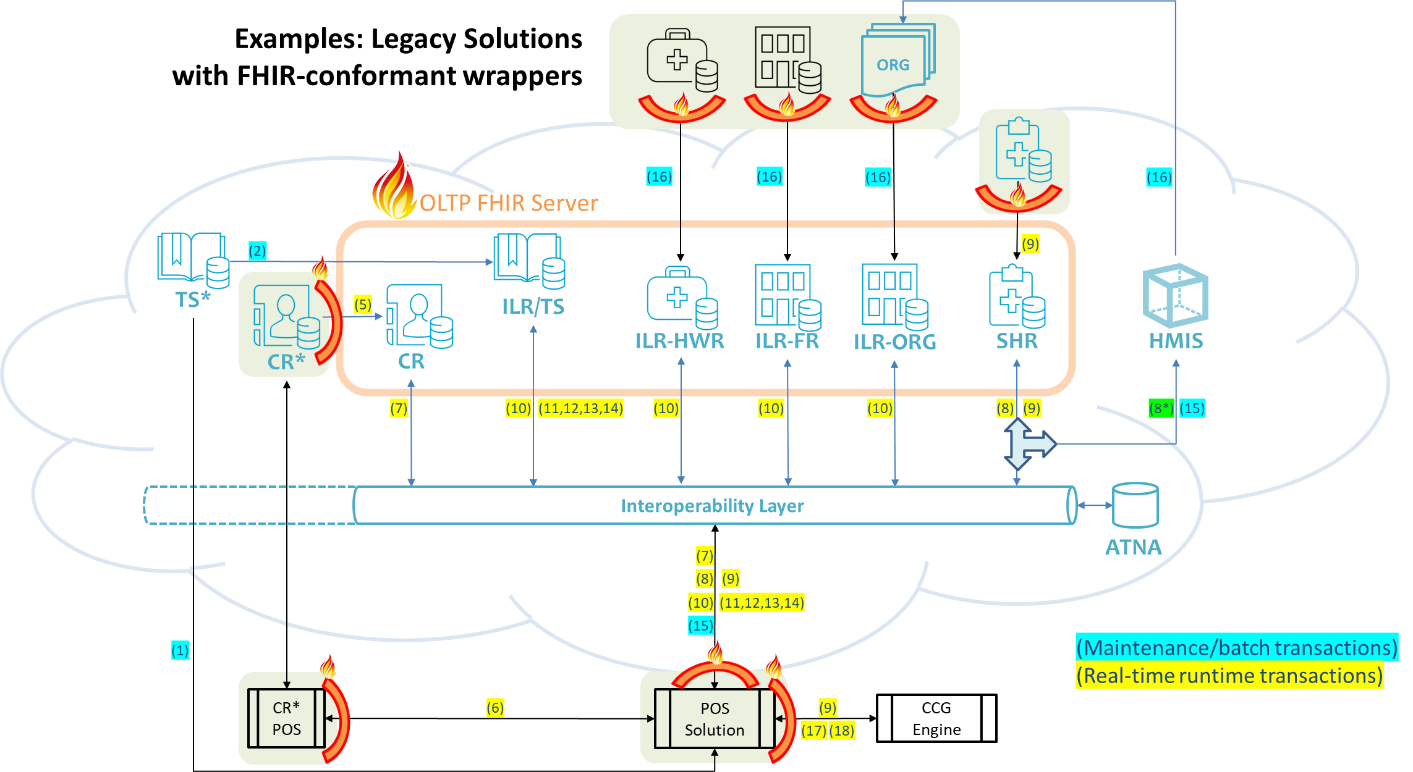 Examples: Legacy Solutions
with FHIR-conformant wrappers
ORG
(16)
(16)
(16)
(16)
OLTP FHIR Server
(9)
(2)
TS*
ILR/TS
(5)
CR*
CR
ILR-HWR
ILR-FR
ILR-ORG
SHR
HMIS
(7)
(10) (11,12,13,14)
(10)
(10)
(10)
(8) (9)
(8*) (15)
Interoperability Layer
ATNA
(7)
(8) (9)
(10) (11,12,13,14)
(15)
(1)
(Maintenance/batch transactions)
(Real-time runtime transactions)
CR*
POS
(6)
POS
Solution
(9)
(17) (18)
CCG
Engine